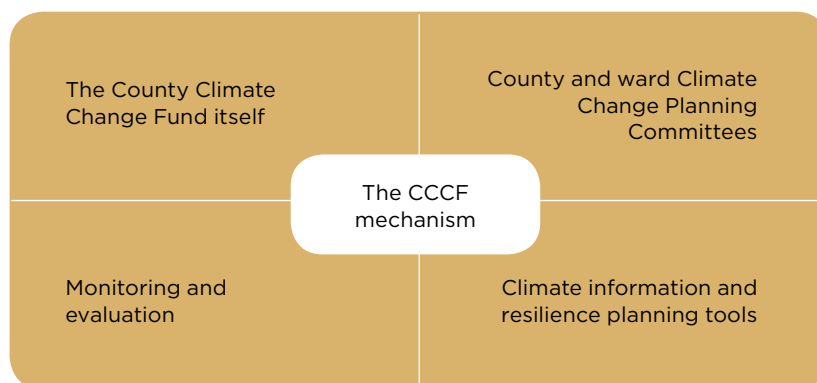 The County Climate
Change Fund itself
County and ward Climate
Change Planning
Committees
The CCCF
mechanism
Monitoring and
evaluation
Climate information and
resilience planning tools